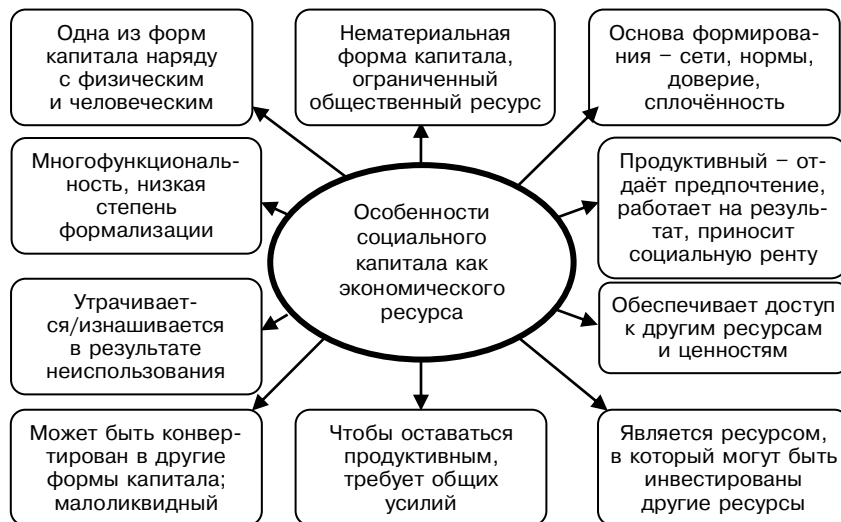 Одна из форм
капитала наряду
с физическим
и человеческим
Нематериальная
форма капитала,
ограниченный
общественный ресурс
Основа формирова-
ния – сети, нормы,
доверие,
сплочённость
Многофункциональ-
ность, низкая
степень
формализации
Особенности
социального
капитала как
экономического
ресурса
Продуктивный – от-
даёт предпочтение,
работает на резуль-
тат, приносит
социальную ренту
Утрачивает-
ся/изнашивается
в результате
неиспользования
Обеспечивает доступ
к другим ресурсам
и ценностям
Может быть конвер-
тирован в другие
формы капитала;
малоликвидный
Чтобы оставаться
продуктивным,
требует общих
усилий
Является ресурсом,
в который могут быть
инвестированы
другие ресурсы